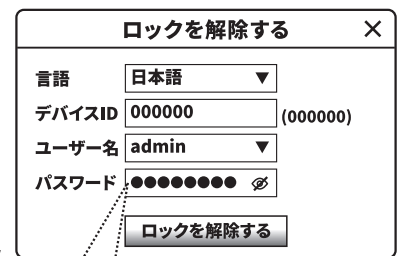 ロックを解除する ×
言語 日本語 ▼
デバイスID 000000 (000000)
ユーザー名 admin ▼
パスワード ●●●●●●●●
ロックを解除する